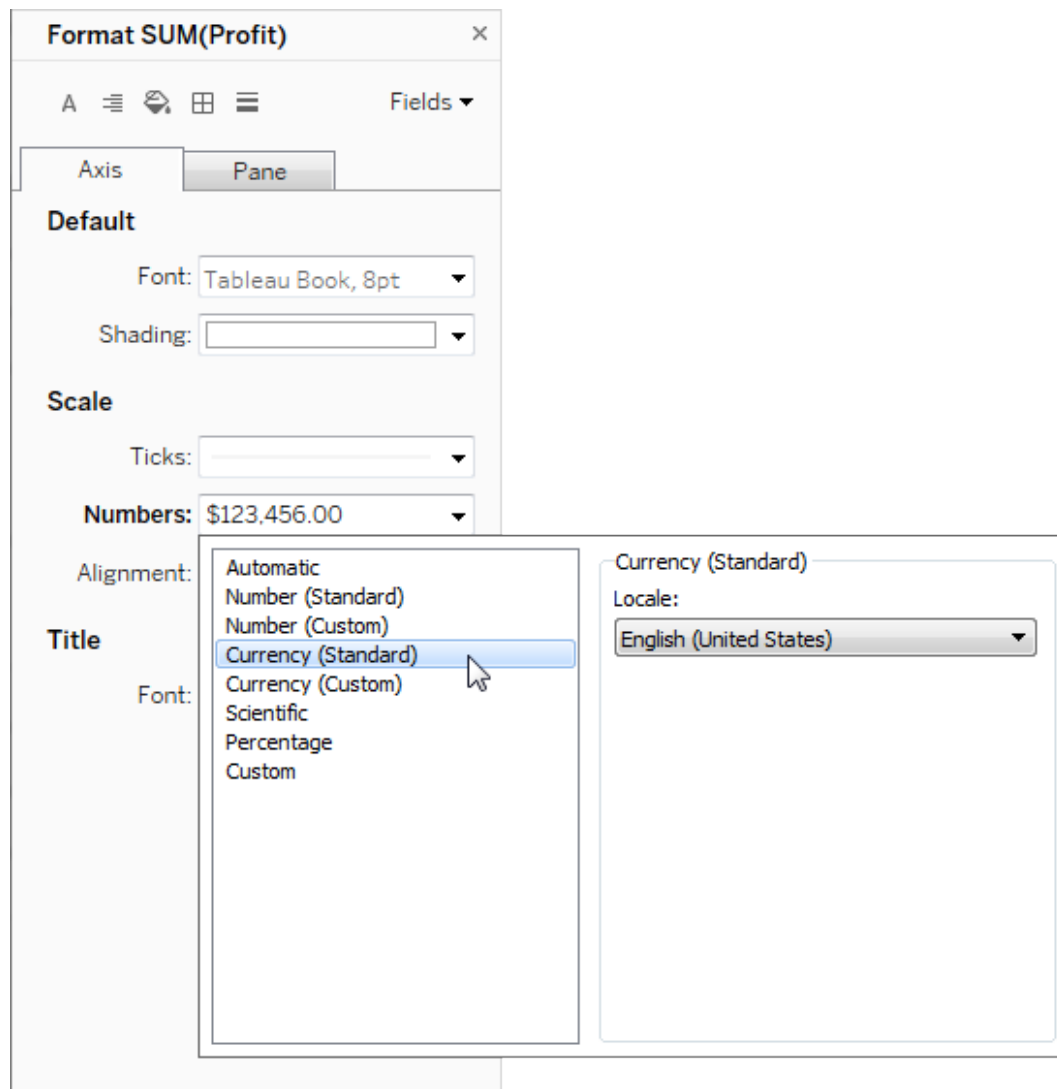 Format SUM(Profit)
A
Fields
Axis
Pane
Default
Font: Tableau Book, 8pt
Shading:
Scale
Ticks:
Numbers: $123,456.00
Alignment:
Title
Font:
Automatic
Number (Standard)
Number (Custom)
Currency (Standard)
Currency (Custom)
Scientific
Percentage
Custom
Currency (Standard)
Locale:
English (United States)